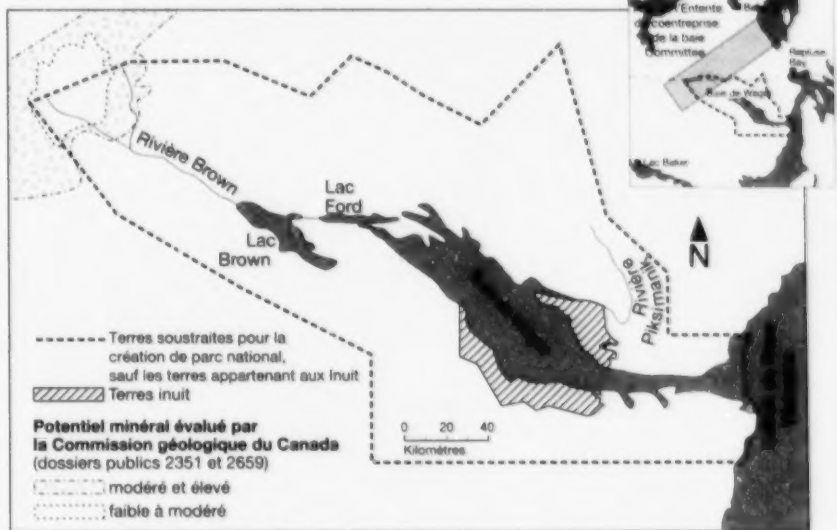 l'Entente
coentreprise
de la baie
Committee
Repulse
Bay
Baie de Wager
Lac Baker
Rivière Brown
Lac
Ford
Lac
Brown
N
Rivière
Piksimanik
Terres soustraites pour la
création de parc national,
sauf les terres appartenant aux Inuit
Terres inuit
Potentiel minéral évalué par
la Commission géologique du Canada
(dossiers publics 2351 et 2659)
modéré et élevé
faible à modéré
0 20 40
Kilomètres